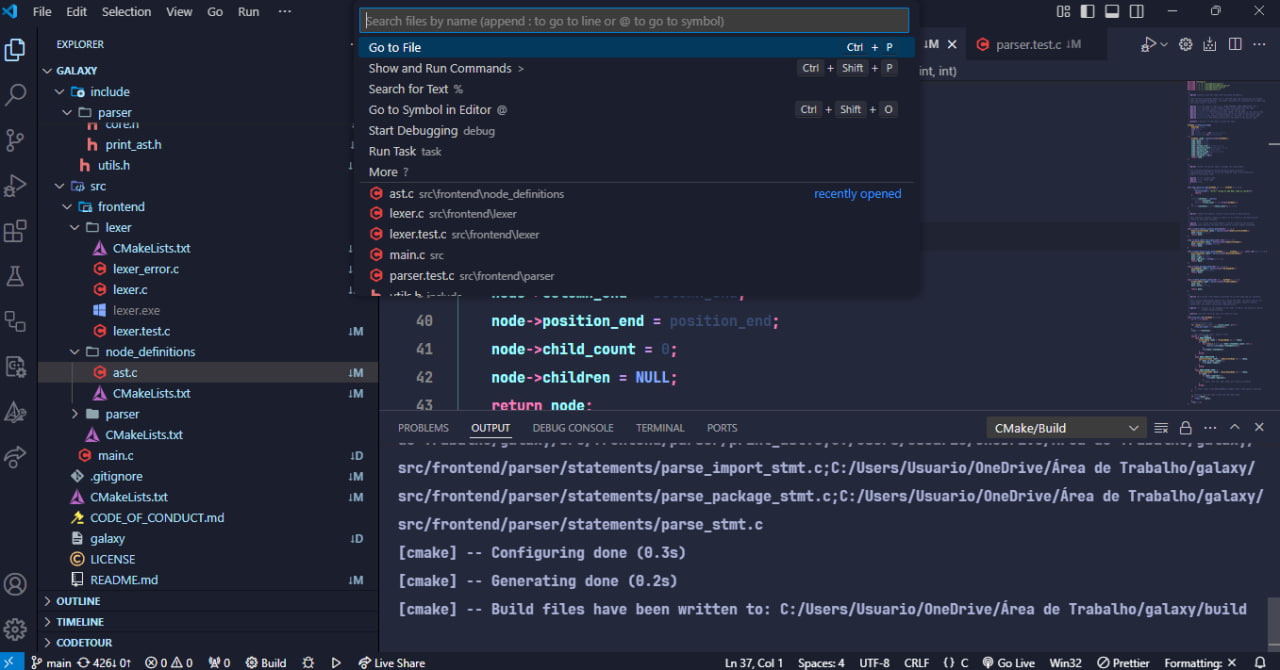 File Edit Selection View Go Run ···
Search files by name (append : to go to line or @ to go to symbol)
Go to File Ctrl + P
Show and Run Commands > Ctrl + Shift + P
Search for Text %
Go to Symbol in Editor @ Ctrl + Shift + O
Start Debugging debug
Run Task task
More ?
ast.c src\frontend\node_definitions recently opened
lexer.c src\frontend\lexer
lexer.test.c src\frontend\lexer
main.c src
parser.test.c src\frontend\parser
utils.h include
↓M
parser.test.c ↓M
int, int)
EXPLORER
GALAXY
include
parser
core.h
print_ast.h
utils.h
src
frontend
lexer
CMakeLists.txt
lexer_error.c
lexer.c
lexer.exe
lexer.test.c ↓M
node_definitions
ast.c ↓M
CMakeLists.txt ↓M
parser
CMakeLists.txt
main.c ↓D
.gitignore ↓M
CMakeLists.txt ↓M
CODE_OF_CONDUCT.md
galaxy ↓D
LICENSE
README.md ↓M
OUTLINE
TIMELINE
CODETOUR
node->column_end = column_end;
40 node->position_end = position_end;
41 node->child_count = 0;
42 node->children = NULL;
43 return node;
PROBLEMS OUTPUT DEBUG CONSOLE TERMINAL PORTS CMake/Build
src/frontend/parser/statements/parse_import_stmt.c;C:/Users/Usuario/OneDrive/Área de Trabalho/galaxy/
src/frontend/parser/statements/parse_package_stmt.c;C:/Users/Usuario/OneDrive/Área de Trabalho/galaxy/
src/frontend/parser/statements/parse_stmt.c
[cmake] -- Configuring done (0.3s)
[cmake] -- Generating done (0.2s)
[cmake] -- Build files have been written to: C:/Users/Usuario/OneDrive/Área de Trabalho/galaxy/build
main 426↓ 0↑ 0 0 0 Build Live Share Ln 37, Col 1 Spaces: 4 UTF-8 CRLF {} C Go Live Win32 Prettier Formatting: ×